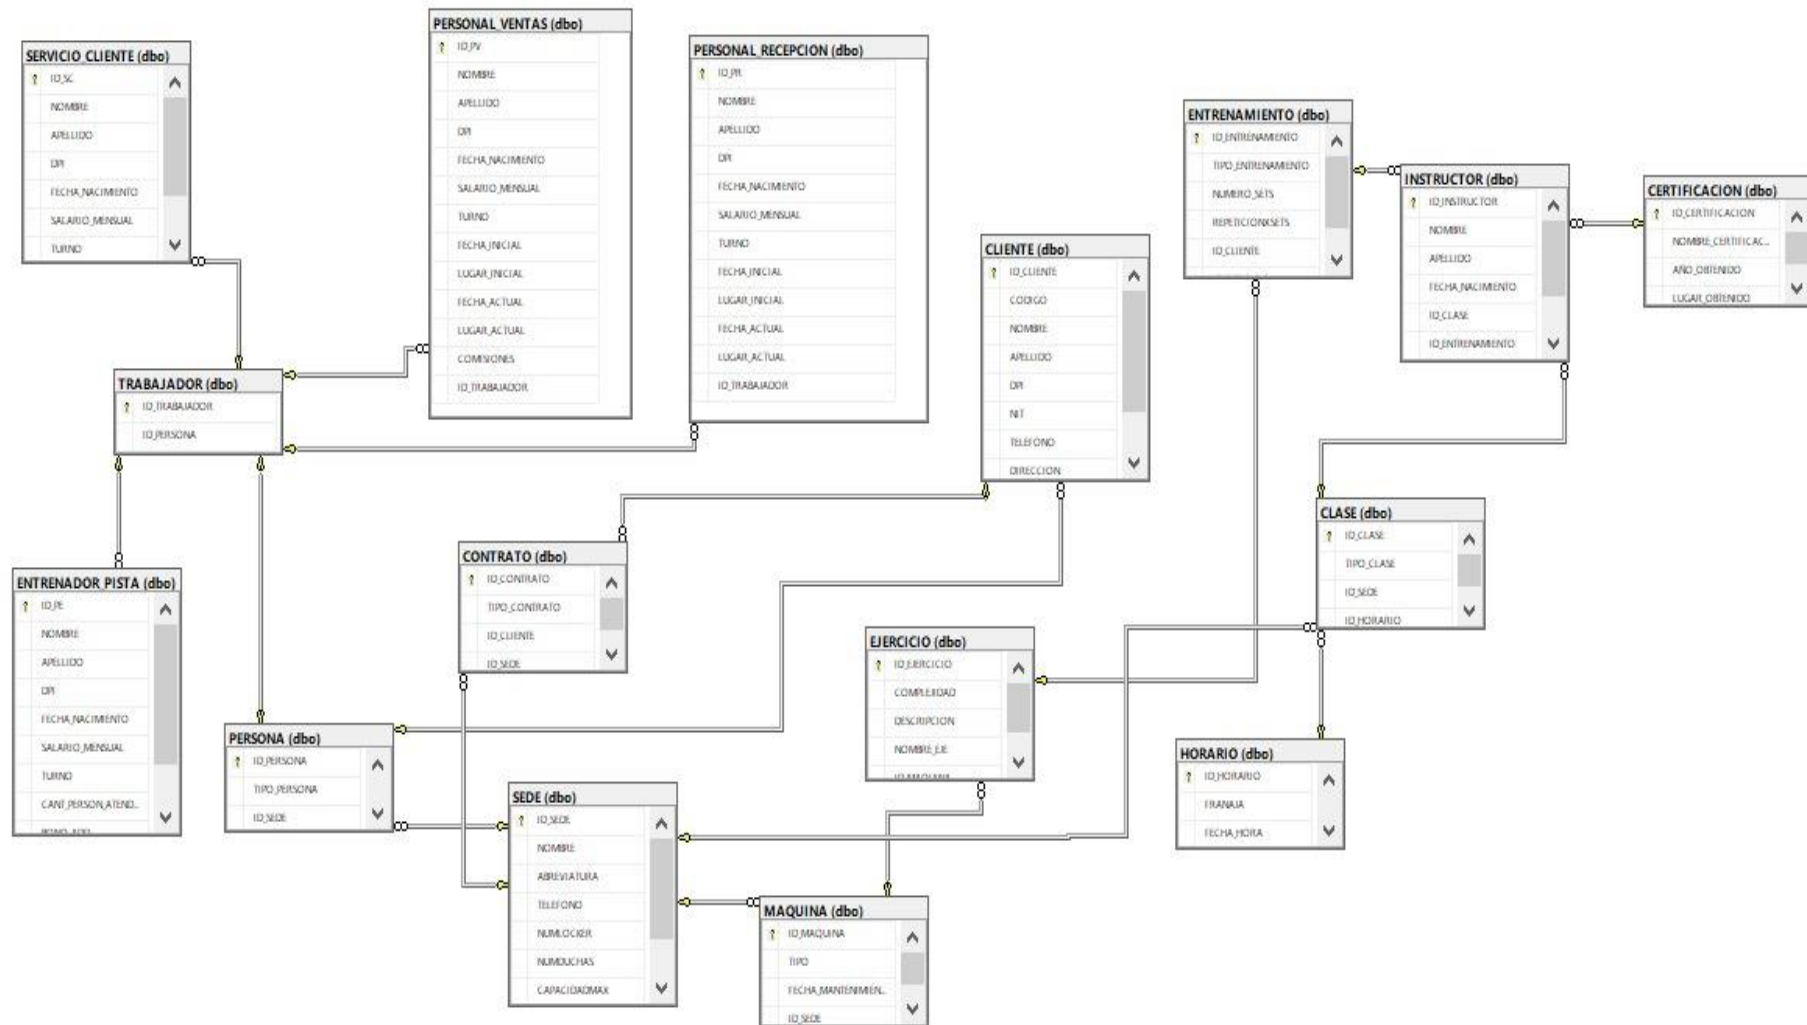 SERVICIO_CLIENTE (dbo)
ID_SC
NOMBRE
APELLIDO
DPI
FECHA_NACIMIENTO
SALARIO_MENSUAL
TURNO
PERSONAL_VENTAS (dbo)
ID_PV
NOMBRE
APELLIDO
DPI
FECHA_NACIMIENTO
SALARIO_MENSUAL
TURNO
FECHA_INICIAL
LUGAR_INICIAL
FECHA_ACTUAL
LUGAR_ACTUAL
COMISIONES
ID_TRABAJADOR
PERSONAL_RECEPCION (dbo)
ID_PR
NOMBRE
APELLIDO
DPI
FECHA_NACIMIENTO
SALARIO_MENSUAL
TURNO
FECHA_INICIAL
LUGAR_INICIAL
FECHA_ACTUAL
LUGAR_ACTUAL
ID_TRABAJADOR
ENTRENAMIENTO (dbo)
ID_ENTRENAMIENTO
TIPO_ENTRENAMIENTO
NUMERO_SETS
REPETICIONXSETS
ID_CLIENTE
INSTRUCTOR (dbo)
ID_INSTRUCTOR
NOMBRE
APELLIDO
FECHA_NACIMIENTO
ID_CLASE
ID_ENTRENAMIENTO
CERTIFICACION (dbo)
ID_CERTIFICACION
NOMBRE_CERTIFICAC...
AÑO_OBTENIDO
LUGAR_OBTENIDO
CLIENTE (dbo)
ID_CLIENTE
CODIGO
NOMBRE
APELLIDO
DPI
NIT
TELEFONO
DIRECCION
TRABAJADOR (dbo)
ID_TRABAJADOR
ID_PERSONA
CLASE (dbo)
ID_CLASE
TIPO_CLASE
ID_SEDE
ID_HORARIO
CONTRATO (dbo)
ID_CONTRATO
TIPO_CONTRATO
ID_CLIENTE
ID_SEDE
ENTRENADOR_PISTA (dbo)
ID_PE
NOMBRE
APELLIDO
DPI
FECHA_NACIMIENTO
SALARIO_MENSUAL
TURNO
CANT_PERSON_ATEND...
EJERCICIO (dbo)
ID_EJERCICIO
COMPLEJIDAD
DESCRIPCION
NOMBRE_EJE
ID_MAQUINA
PERSONA (dbo)
ID_PERSONA
TIPO_PERSONA
ID_SEDE
HORARIO (dbo)
ID_HORARIO
FRANAJA
FECHA_HORA
SEDE (dbo)
ID_SEDE
NOMBRE
ABREVIATURA
TELEFONO
NUMLOCKER
NUMDUCHAS
CAPACIDADMAX
MAQUINA (dbo)
ID_MAQUINA
TIPO
FECHA_MANTENIMIEN...
ID_SEDE